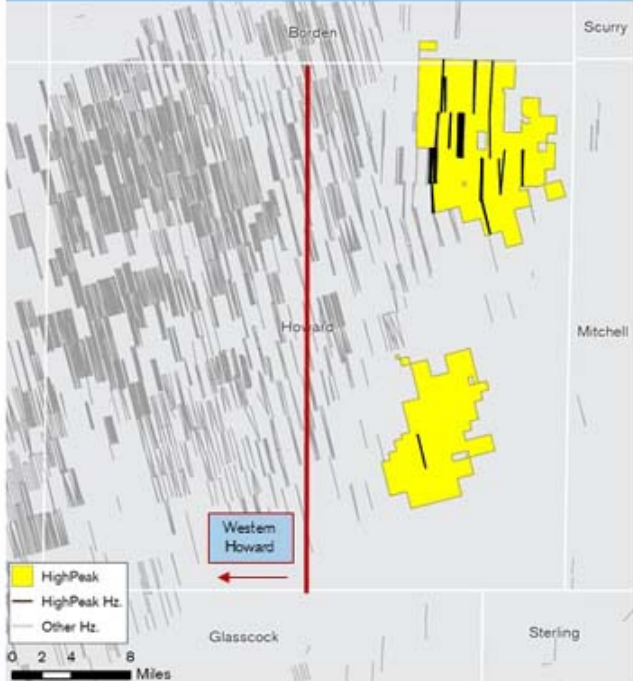 Borden
Scurry
Howard
Mitchell
Western
Howard
HighPeak
HighPeak Hz.
Other Hz.
Glasscock
Sterling
0 2 4 8
Miles